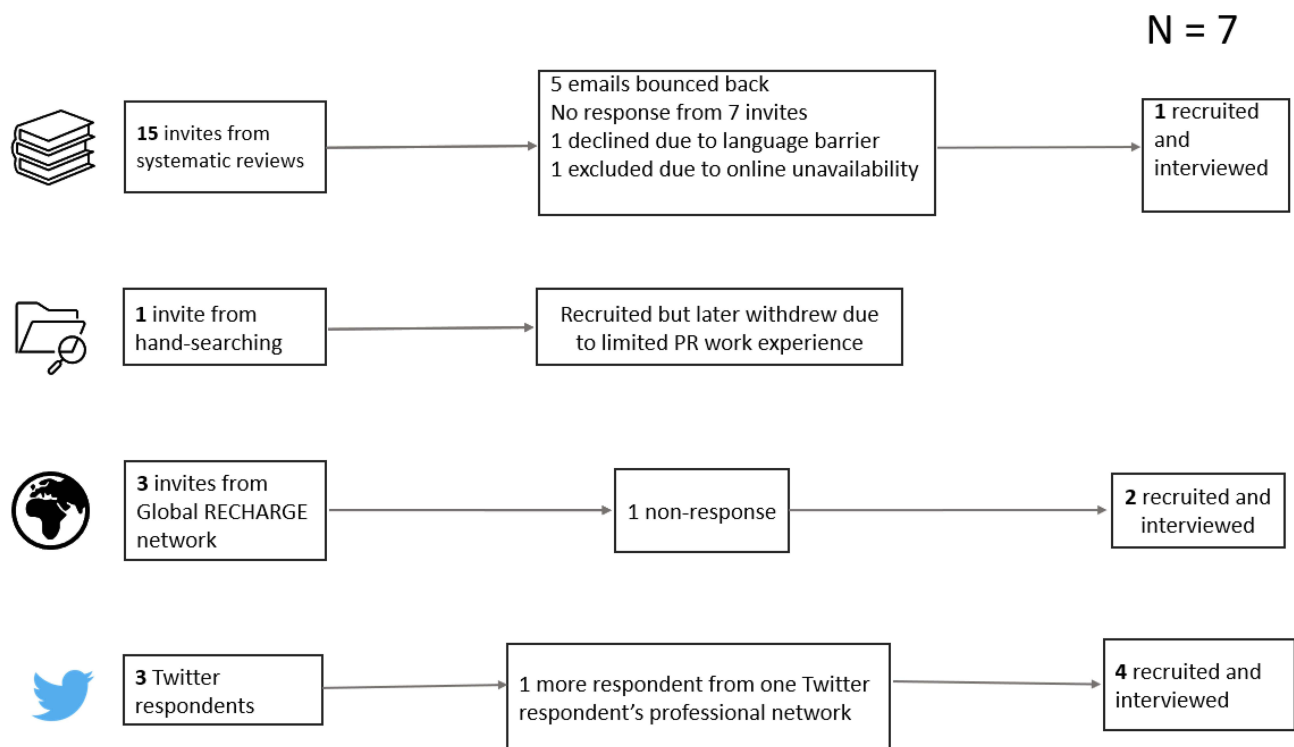 N = 7
15 invites from
systematic reviews
5 emails bounced back
No response from 7 invites
1 declined due to language barrier
1 excluded due to online unavailability
1 recruited
and
interviewed
1 invite from
hand-searching
Recruited but later withdrew due
to limited PR work experience
3 invites from
Global RECHARGE
network
1 non-response
2 recruited and
interviewed
3 Twitter
respondents
1 more respondent from one Twitter
respondent’s professional network
4 recruited and
interviewed